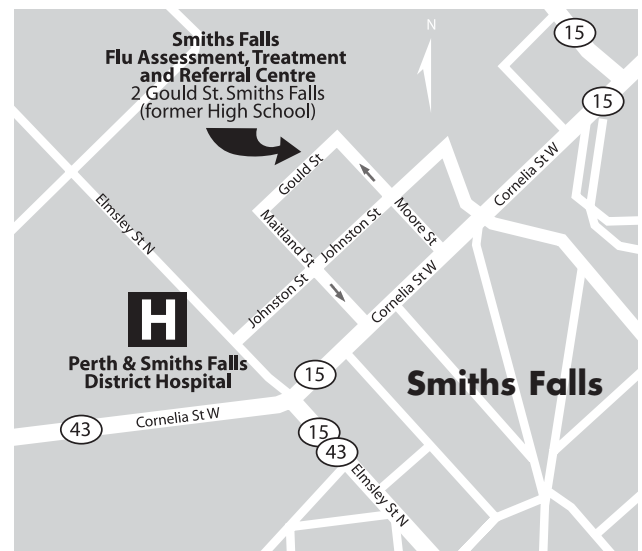 Smiths Falls
Flu Assessment, Treatment
and Referral Centre
2 Gould St. Smiths Falls
(former High School)
N
15
15
Gould St
Cornelia St W
Elmsley St N
Maitland St
Johnston St
Moore St
Johnston St
Cornelia St W
H
Perth & Smiths Falls
District Hospital
15
Smiths Falls
43
Cornelia St W
15
43
Elmsley St N